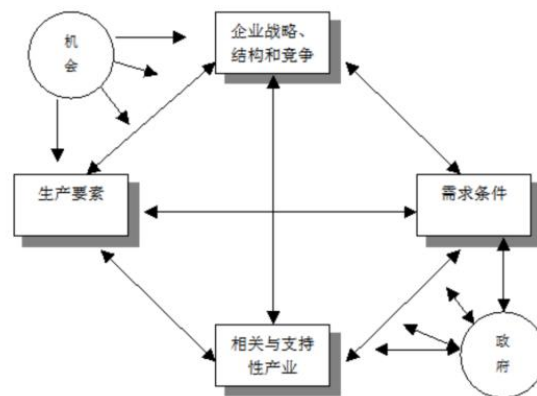 机
会
企业战略、
结构和竞争
生产要素
需求条件
相关与支持
性产业
政
府